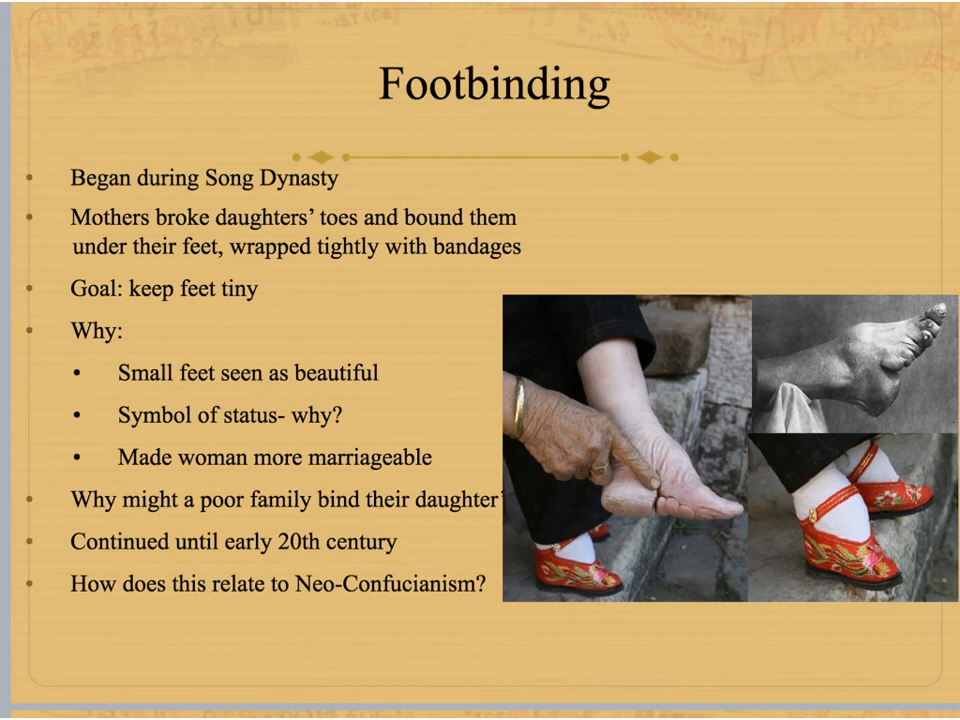 Footbinding
• Began during Song Dynasty
• Mothers broke daughters’ toes and bound them
under their feet, wrapped tightly with bandages
• Goal: keep feet tiny
• Why:
• Small feet seen as beautiful
• Symbol of status- why?
• Made woman more marriageable
• Why might a poor family bind their daughter’
• Continued until early 20th century
• How does this relate to Neo-Confucianism?